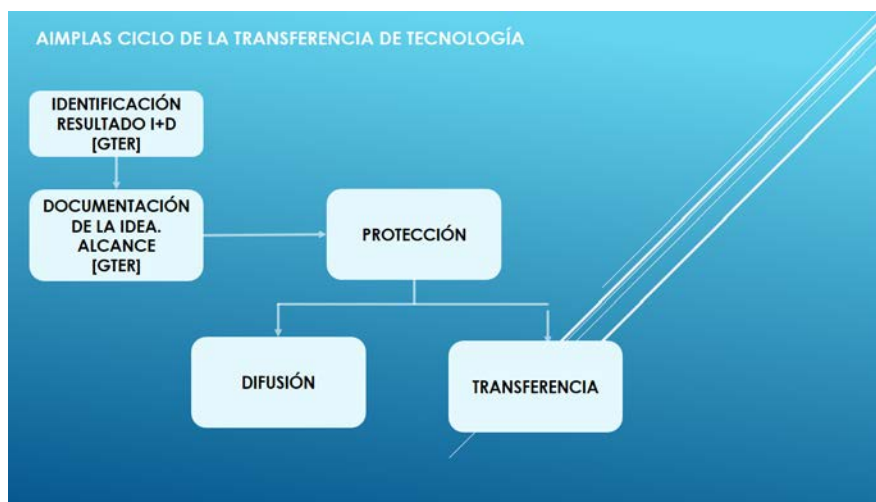 AIMPLAS CICLO DE LA TRANSFERENCIA DE TECNOLOGÍA
IDENTIFICACIÓN
RESULTADO I+D
[GTER]
DOCUMENTACIÓN
DE LA IDEA.
ALCANCE
[GTER]
PROTECCIÓN
DIFUSIÓN
TRANSFERENCIA